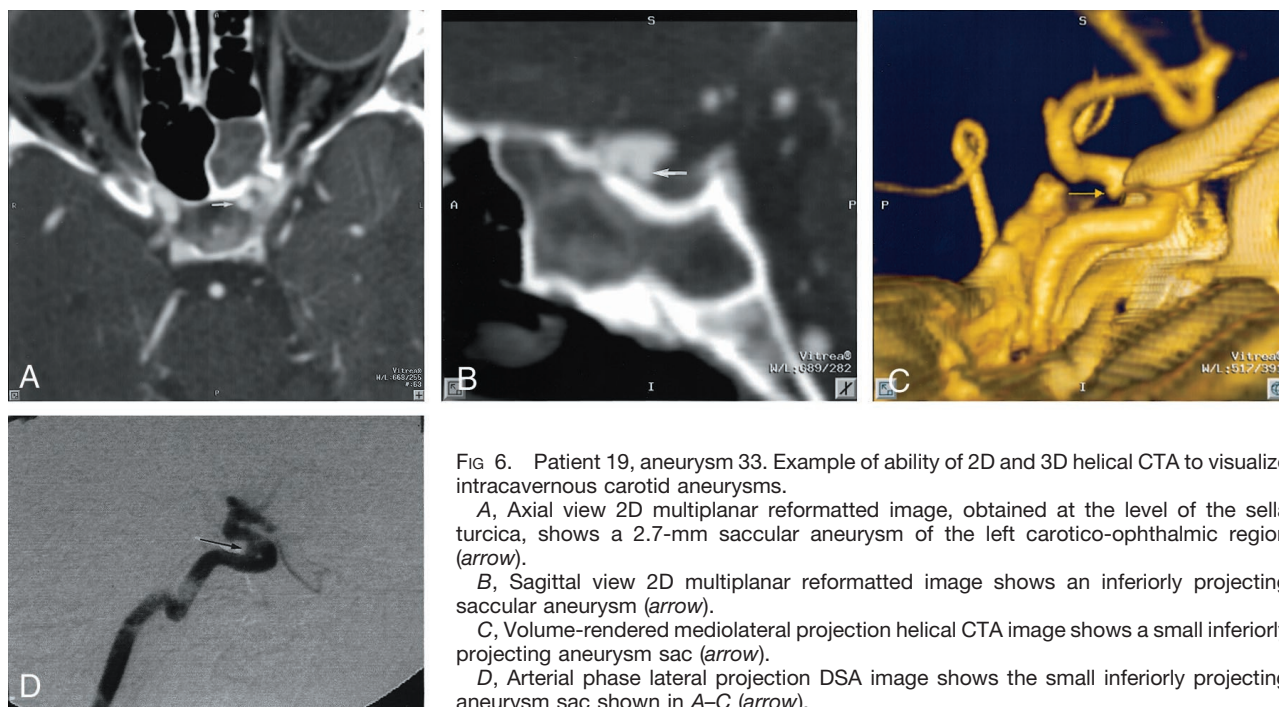 A
R
L
P
A
Vitrea®
W/L:668/255
#:53
S
A
P
B
I
Vitrea®
W/L:689/282
S
P
C
I
Vitrea®
W/L:517/391
D
FIG 6. Patient 19, aneurysm 33. Example of ability of 2D and 3D helical CTA to visualize
intracavernous carotid aneurysms.
A, Axial view 2D multiplanar reformatted image, obtained at the level of the sella
turcica, shows a 2.7-mm saccular aneurysm of the left carotico-ophthalmic region
(arrow).
B, Sagittal view 2D multiplanar reformatted image shows an inferiorly projecting
saccular aneurysm (arrow).
C, Volume-rendered mediolateral projection helical CTA image shows a small inferiorly
projecting aneurysm sac (arrow).
D, Arterial phase lateral projection DSA image shows the small inferiorly projecting
aneurysm sac shown in A–C (arrow).